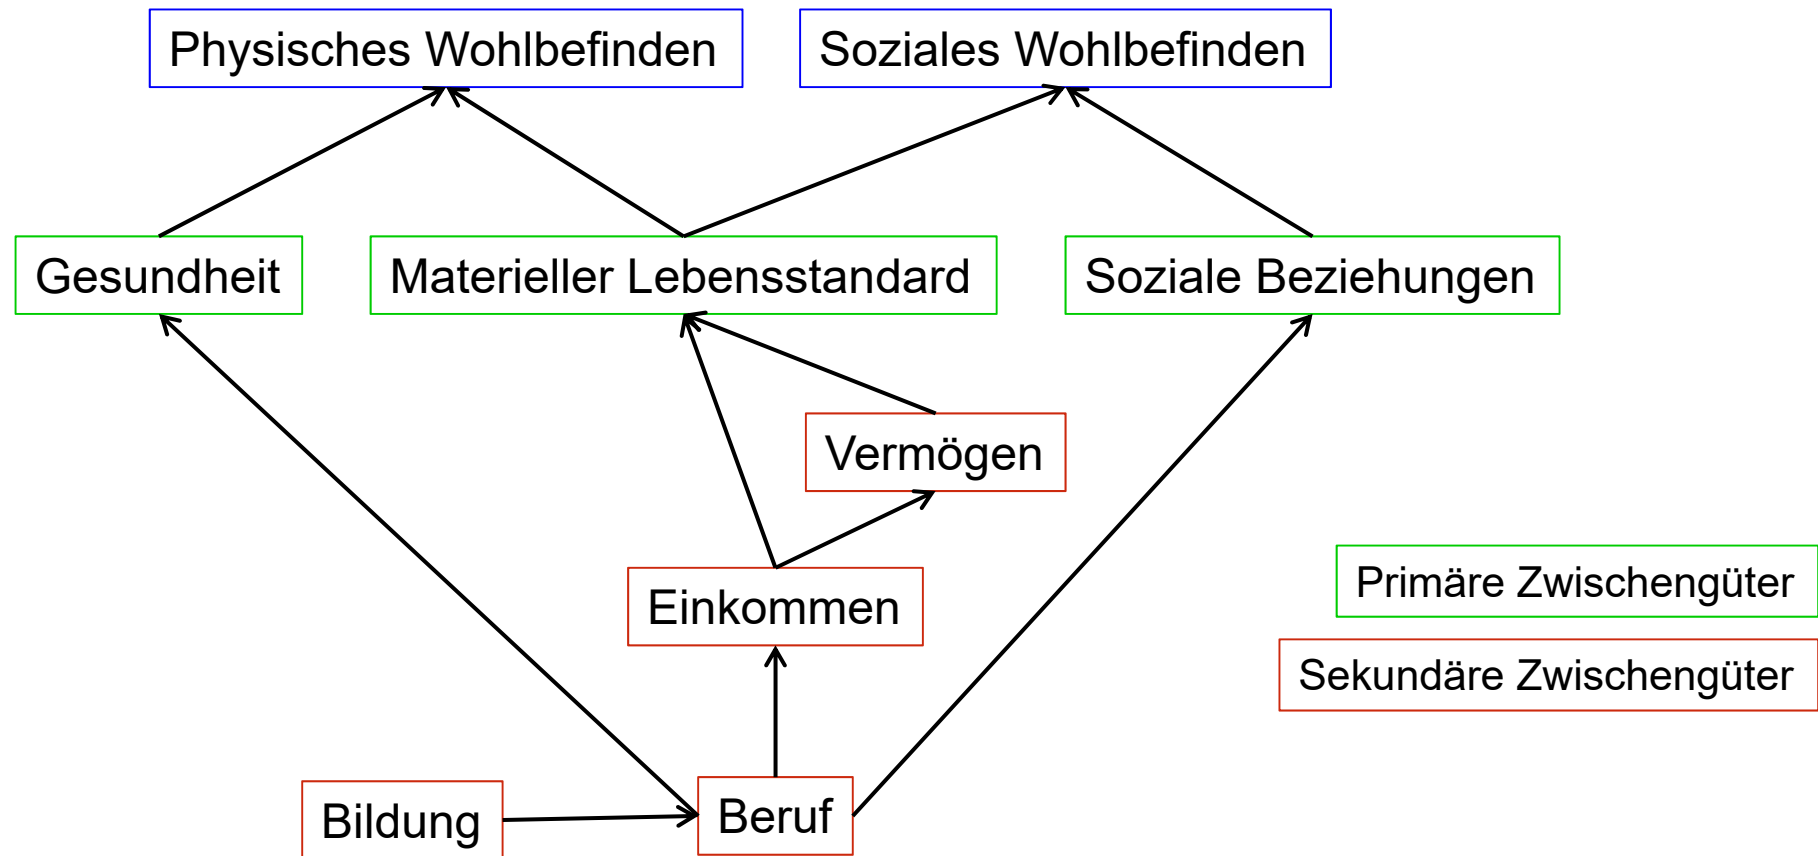 Physisches Wohlbefinden
Soziales Wohlbefinden
Gesundheit
Materieller Lebensstandard
Soziale Beziehungen
Vermögen
Einkommen
Primäre Zwischengüter
Sekundäre Zwischengüter
Bildung
Beruf